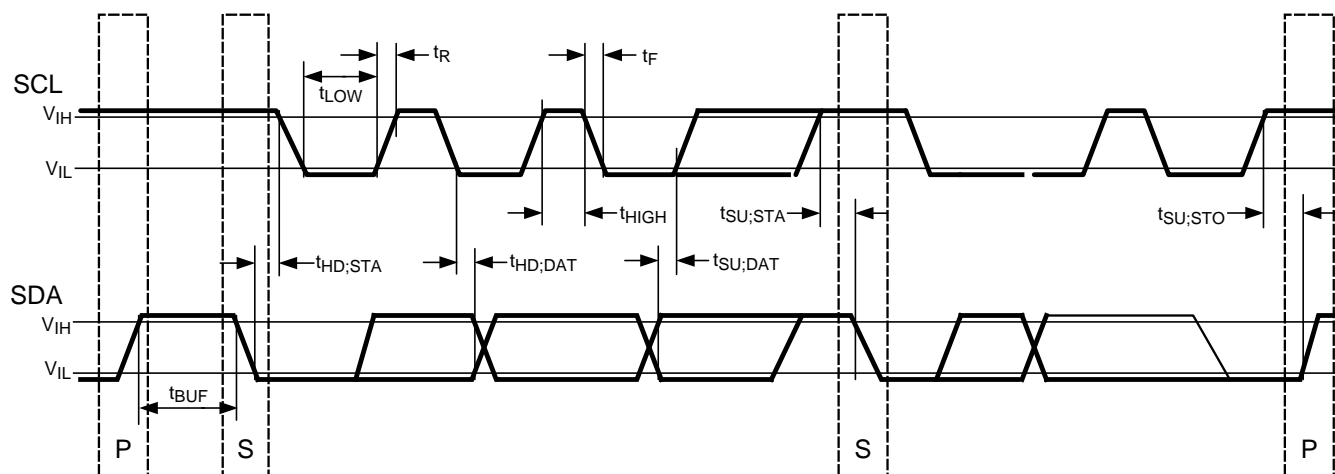 tR
tF
SCL
tLOW
VIH
VIL
tHIGH
tSU;STA
tSU;STO
tHD;STA
tHD;DAT
tSU;DAT
SDA
VIH
VIL
tBUF
P
S
S
P